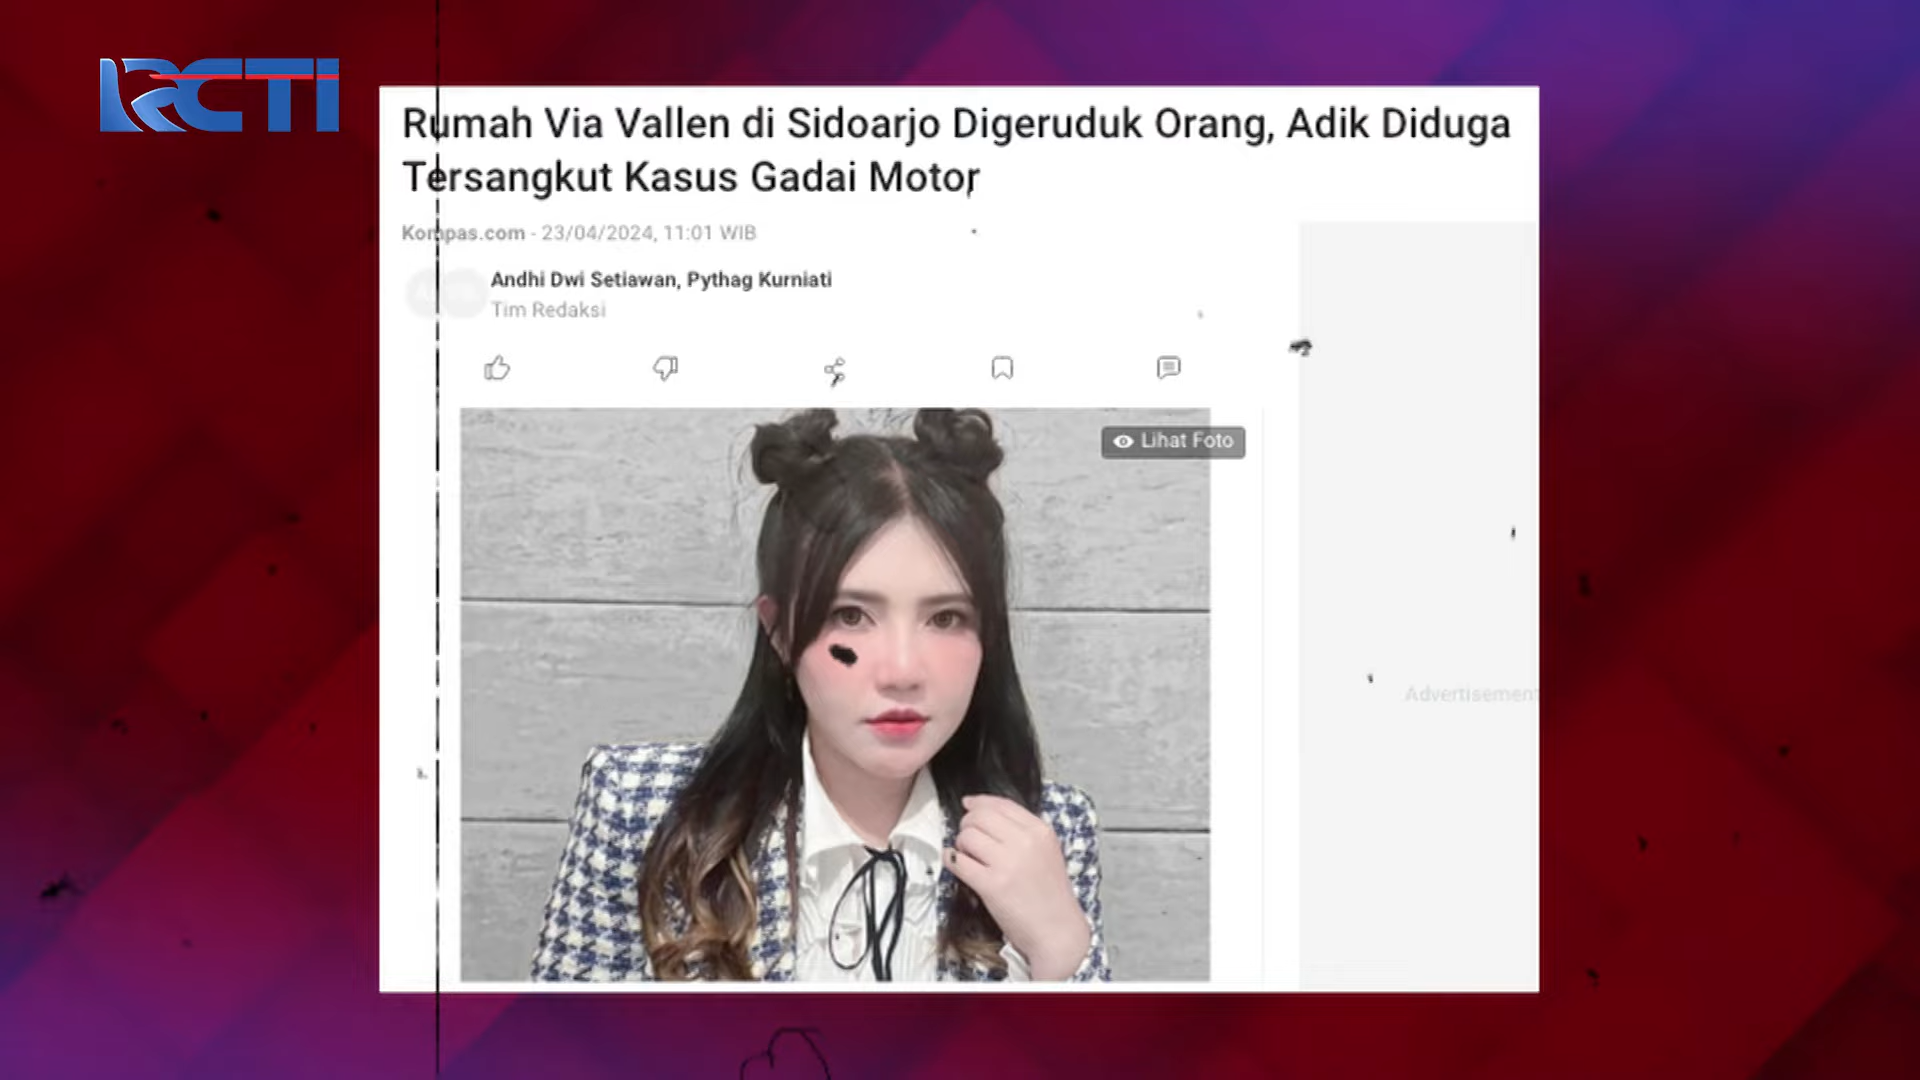 RCTI
Rumah Via Vallen di Sidoarjo Digeruduk Orang, Adik Diduga
Tersangkut Kasus Gadai Motor
Kompas.com - 23/04/2024, 11:01 WIB
Andhi Dwi Setiawan, Pythag Kurniati
Tim Redaksi
Lihat Foto
Advertisement